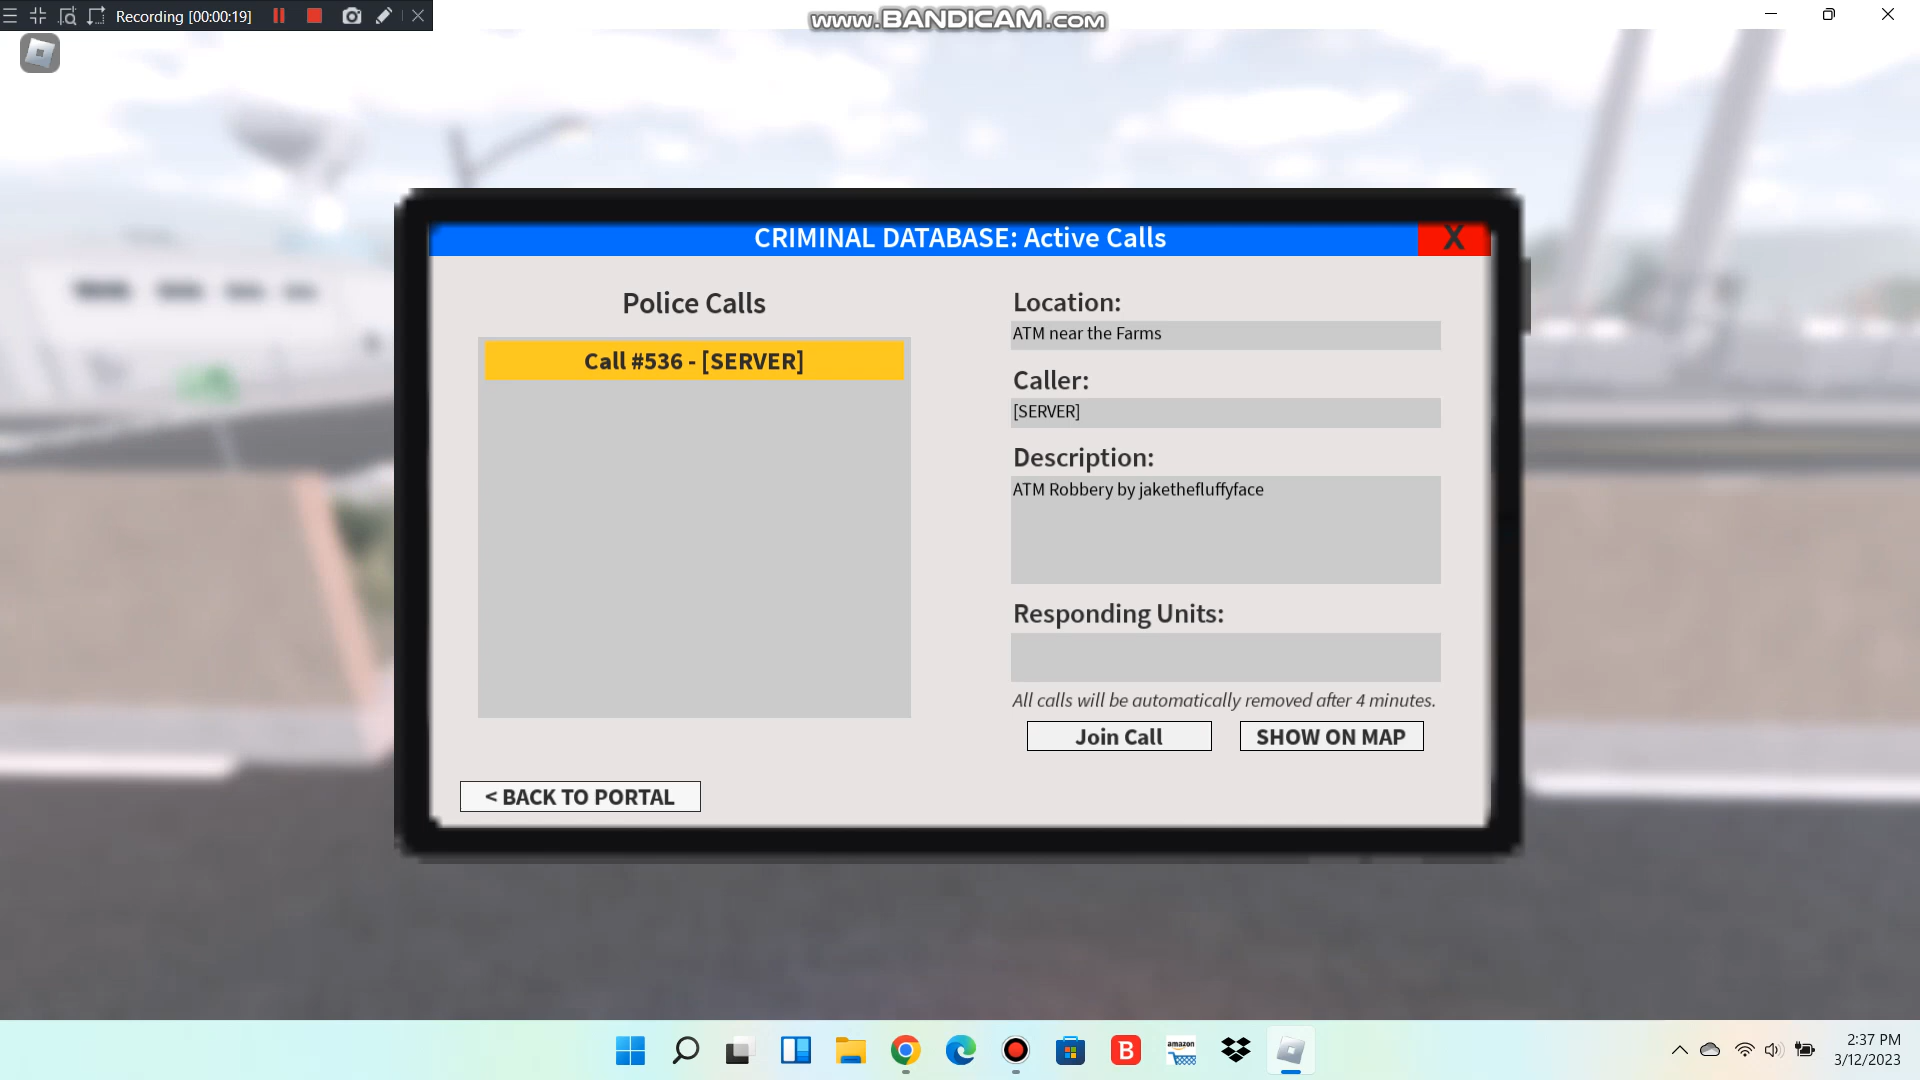 Recording [00:00:19]
www.BANDICAM.com
CRIMINAL DATABASE: Active Calls
X
Police Calls
Call #536 - [SERVER]
Location:
ATM near the Farms
Caller:
[SERVER]
Description:
ATM Robbery by jakethefluffyface
Responding Units:
All calls will be automatically removed after 4 minutes.
Join Call
SHOW ON MAP
< BACK TO PORTAL
B
amazon
2:37 PM
3/12/2023